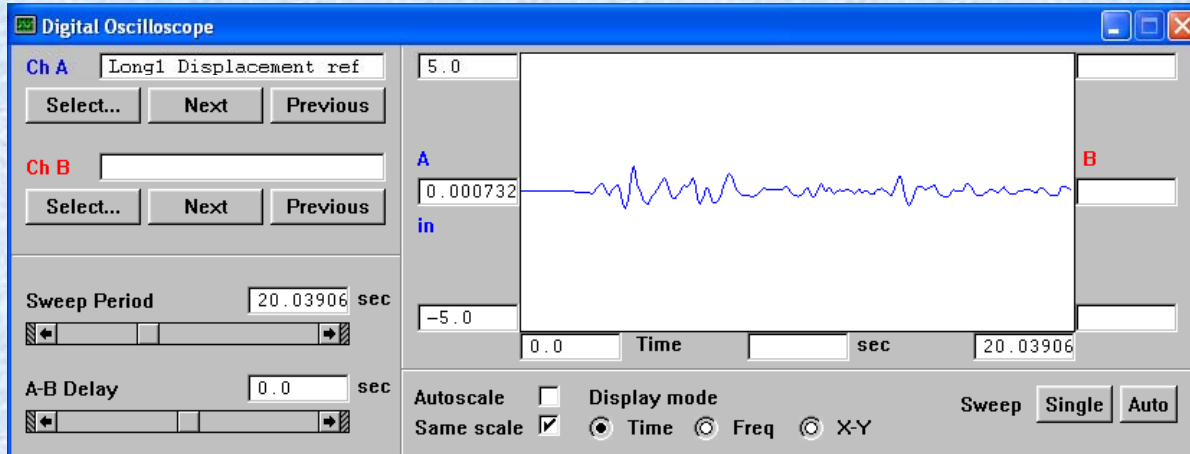 Digital Oscilloscope
Ch A Long1 Displacement ref
Select... Next Previous
Ch B
Select... Next Previous
Sweep Period 20.03906 sec
A-B Delay 0.0 sec
5.0
A
0.000732
in
-5.0
B
0.0 Time sec 20.03906
Autoscale Display mode
Same scale Time Freq X-Y
Sweep Single Auto